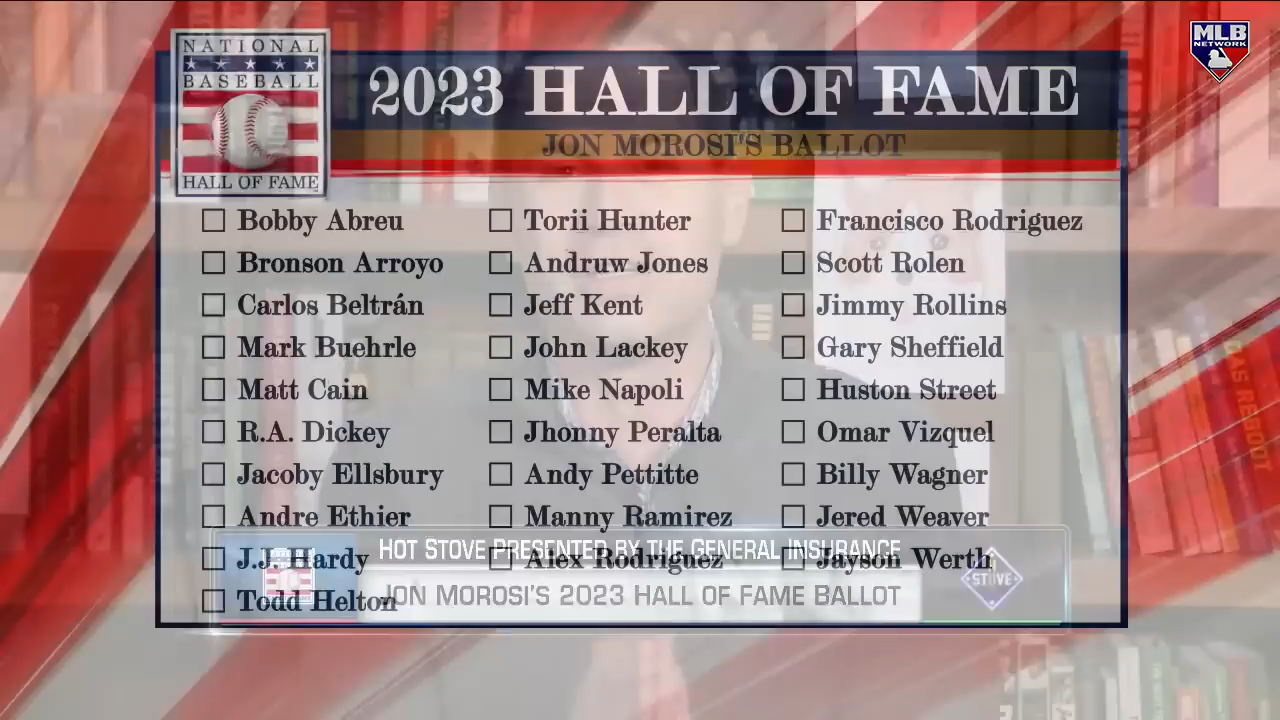 NATIONAL
BASEBALL
HALL OF FAME
MLB
NETWORK
2023 HALL OF FAME
JON MOROSI'S BALLOT
Bobby Abreu
Bronson Arroyo
Carlos Beltrán
Mark Buehrle
Matt Cain
R.A. Dickey
Jacoby Ellsbury
Andre Ethier
J.J. Hardy
Todd Helton
Torii Hunter
Andruw Jones
Jeff Kent
John Lackey
Mike Napoli
Jhonny Peralta
Andy Pettitte
Manny Ramirez
Alex Rodriguez
Francisco Rodriguez
Scott Rolen
Jimmy Rollins
Gary Sheffield
Huston Street
Omar Vizquel
Billy Wagner
Jered Weaver
Jayson Werth
HOT STOVE PRESENTED BY THE GENERAL INSURANCE
JON MOROSI'S 2023 HALL OF FAME BALLOT
STOVE
GAS REBOOT